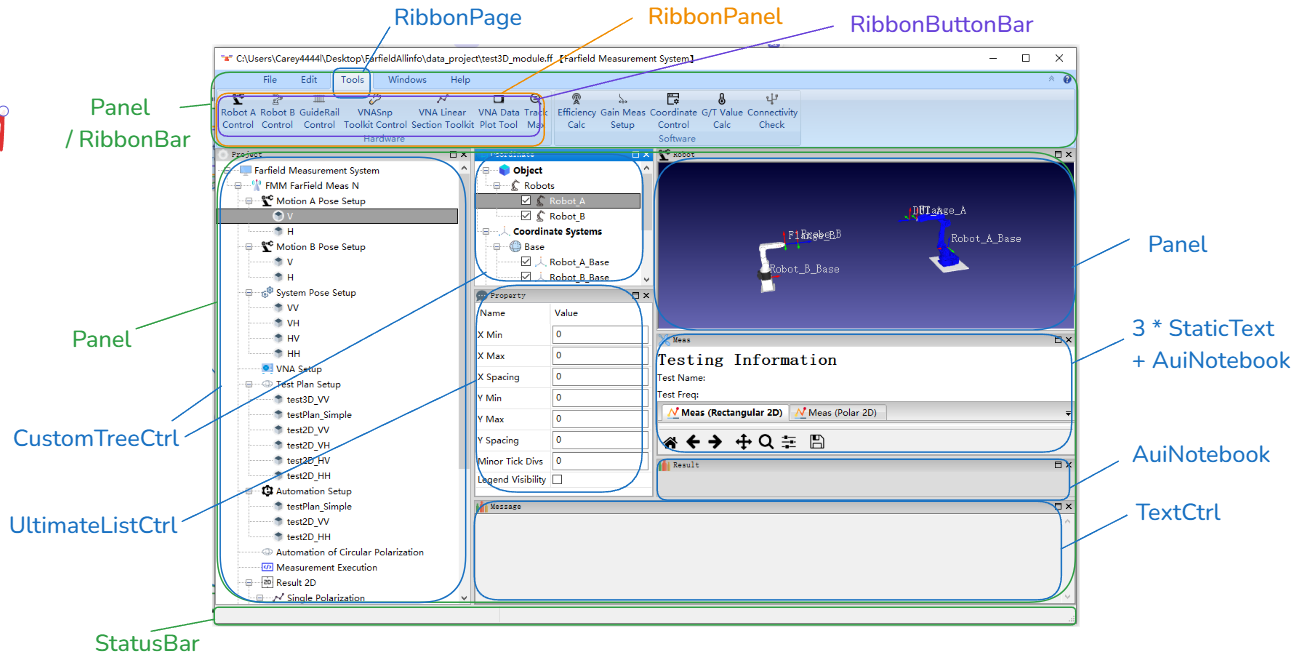 RibbonPage
RibbonPanel
RibbonButtonBar
C:\Users\Carey4444l\Desktop\FarfieldAllinfo\data_project\test3D_module.ff 【Farfield Measurement System】
File Edit Tools Windows Help
Panel
/ RibbonBar
Robot A Control
Robot B Control
GuideRail Control
VNASnp Toolkit Control
VNA Linear Section Toolkit
VNA Data Plot Tool
Track Max
Hardware
Efficiency Calc
Gain Meas Setup
Coordinate Control
G/T Value Calc
Connectivity Check
Software
Project
Farfield Measurement System
FMM FarField Meas N
Motion A Pose Setup
V
H
Motion B Pose Setup
V
H
System Pose Setup
VV
VH
HV
HH
VNA Setup
Test Plan Setup
test3D_VV
testPlan_Simple
test2D_VV
test2D_VH
test2D_HV
test2D_HH
Automation Setup
testPlan_Simple
test2D_VV
test2D_HH
Automation of Circular Polarization
Measurement Execution
Result 2D
Single Polarization
Coordinate
Object
Robots
Robot_A
Robot_B
Coordinate Systems
Base
Robot_A_Base
Robot_B_Base
Property
Name Value
X Min 0
X Max 0
X Spacing 0
Y Min 0
Y Max 0
Y Spacing 0
Minor Tick Divs 0
Legend Visibility
Robot
Robot_A_Base
Robot_B_Base
Meas
Testing Information
Test Name:
Test Freq:
Meas (Rectangular 2D) Meas (Polar 2D)
Result
Message
Panel
CustomTreeCtrl
UltimateListCtrl
StatusBar
Panel
3 * StaticText
+ AuiNotebook
AuiNotebook
TextCtrl